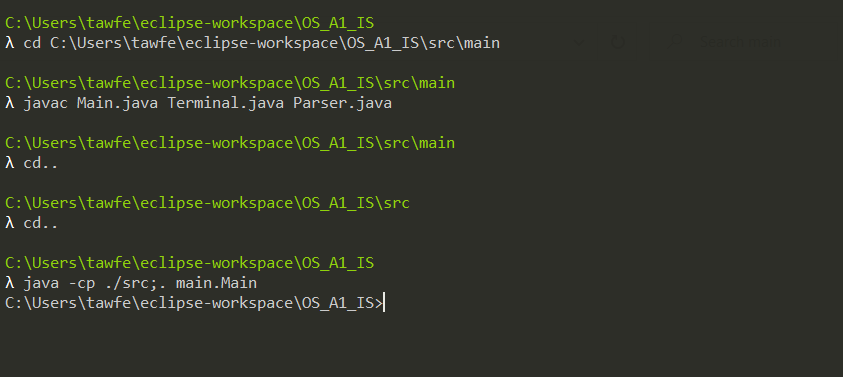 C:\Users\tawfe\eclipse-workspace\OS_A1_IS
λ cd C:\Users\tawfe\eclipse-workspace\OS_A1_IS\src\main
C:\Users\tawfe\eclipse-workspace\OS_A1_IS\src\main
λ javac Main.java Terminal.java Parser.java
C:\Users\tawfe\eclipse-workspace\OS_A1_IS\src\main
λ cd..
C:\Users\tawfe\eclipse-workspace\OS_A1_IS\src
λ cd..
C:\Users\tawfe\eclipse-workspace\OS_A1_IS
λ java -cp ./src;. main.Main
C:\Users\tawfe\eclipse-workspace\OS_A1_IS>